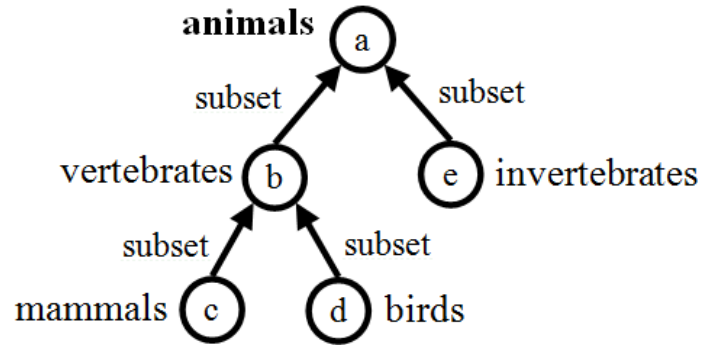 animals a
subset subset
vertebrates b e invertebrates
subset subset
mammals c d birds